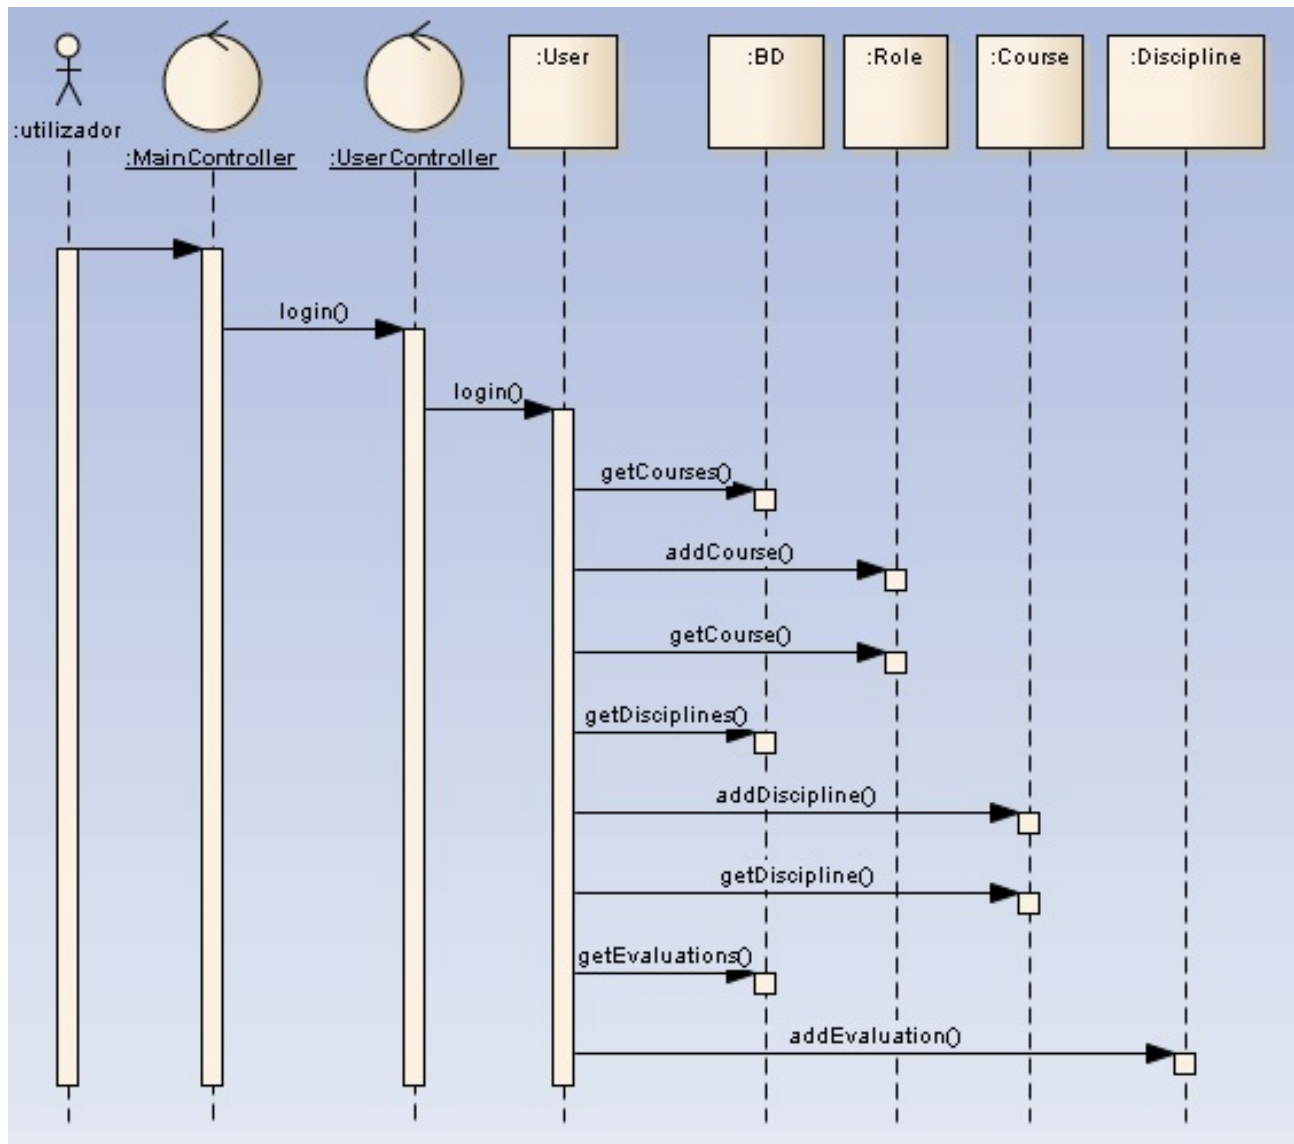 :utilizador
:MainController
:UserController
:User
:BD
:Role
:Course
:Discipline
login()
login()
getCourses()
addCourse()
getCourse()
getDisciplines()
addDiscipline()
getDiscipline()
getEvaluations()
addEvaluation()